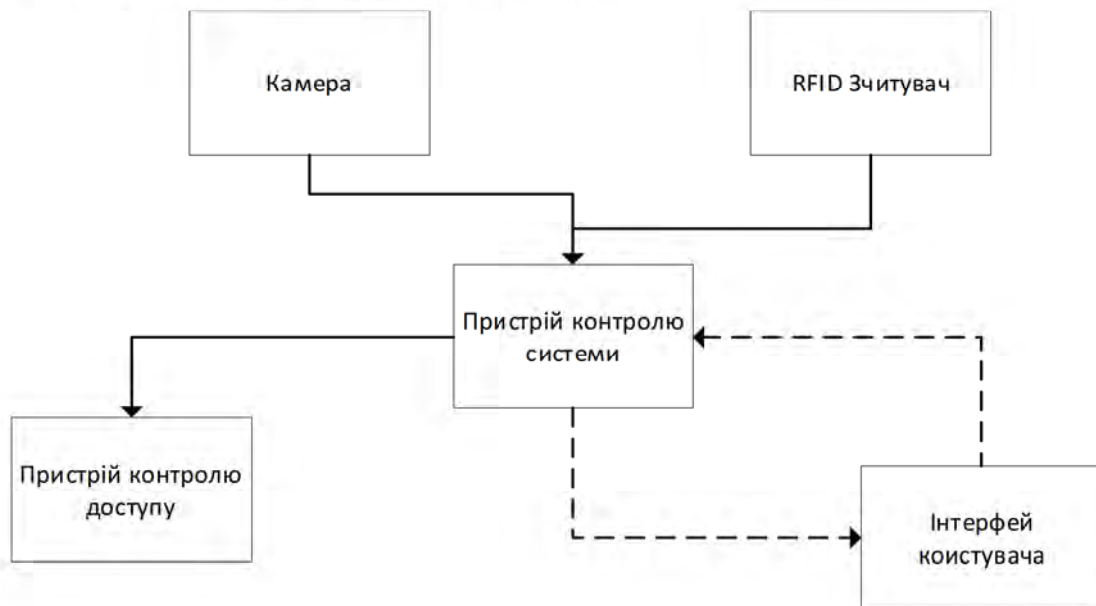 Камера
RFID Зчитувач
Пристрій контролю
системи
Пристрій контролю
доступу
Інтерфей
коистувача